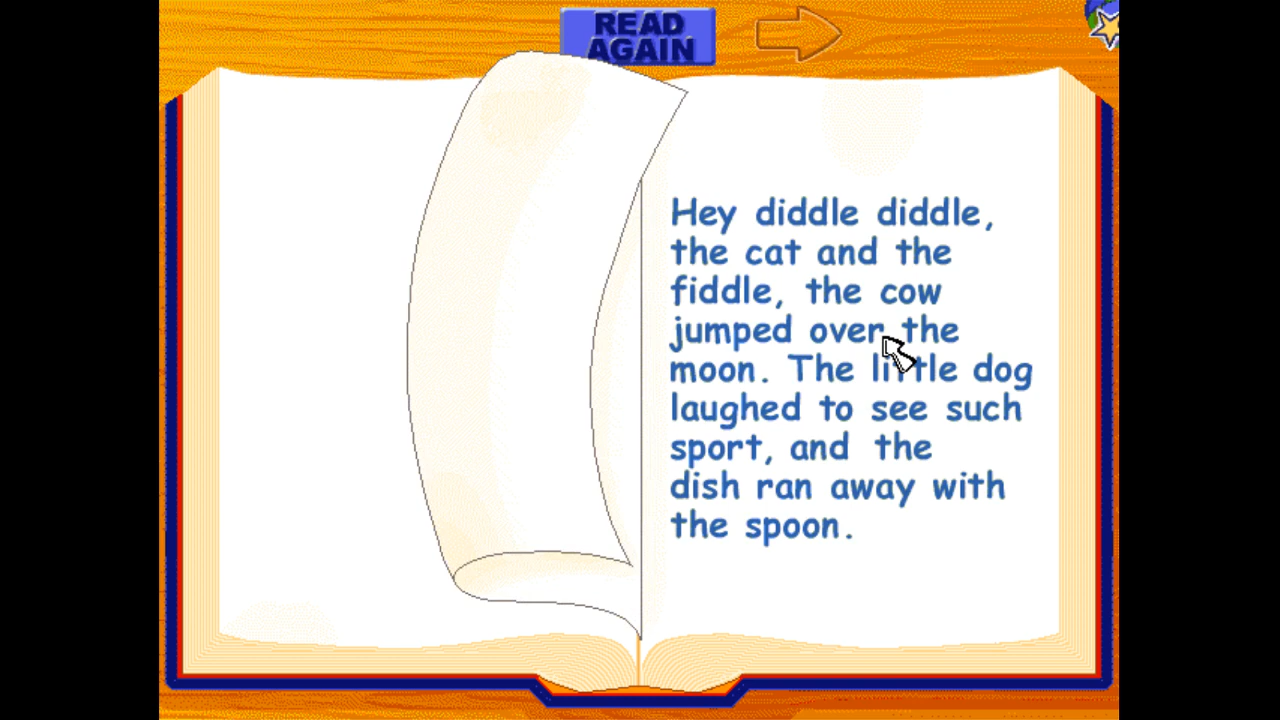 READ
AGAIN
Hey diddle diddle,
the cat and the
fiddle, the cow
jumped over the
moon. The little dog
laughed to see such
sport, and the
dish ran away with
the spoon.